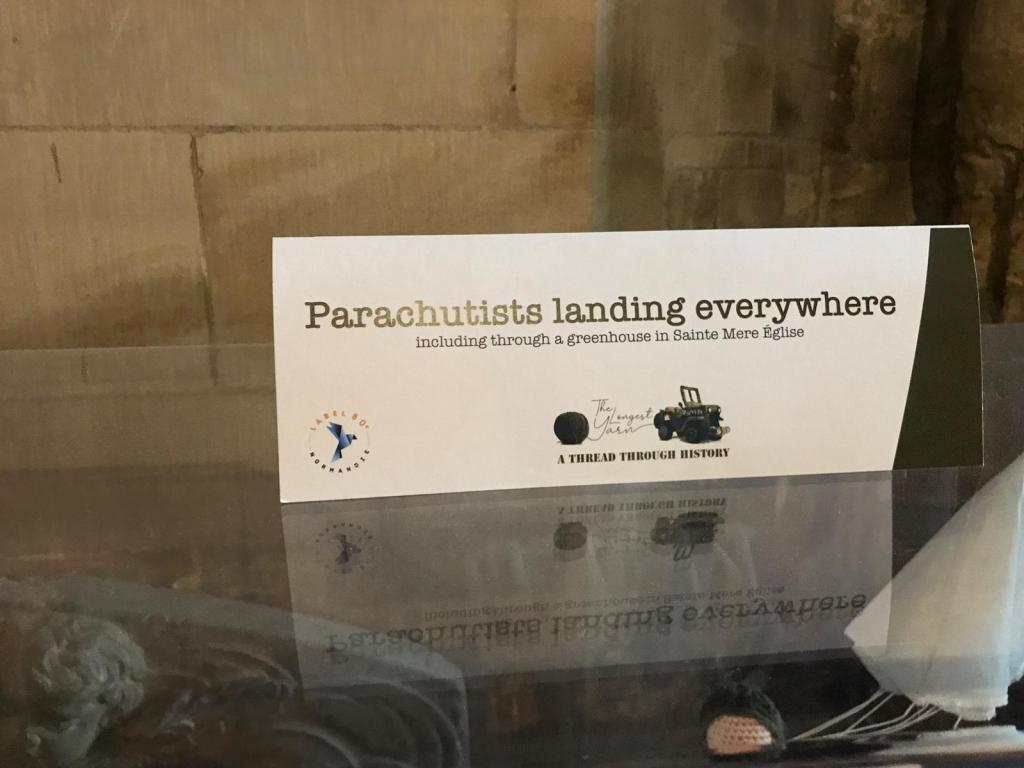 Parachutists landing everywhere
including through a greenhouse in Sainte Mere Église
LABEL 80e
NORMANDIE
The
Longest
Yarn
A THREAD THROUGH HISTORY